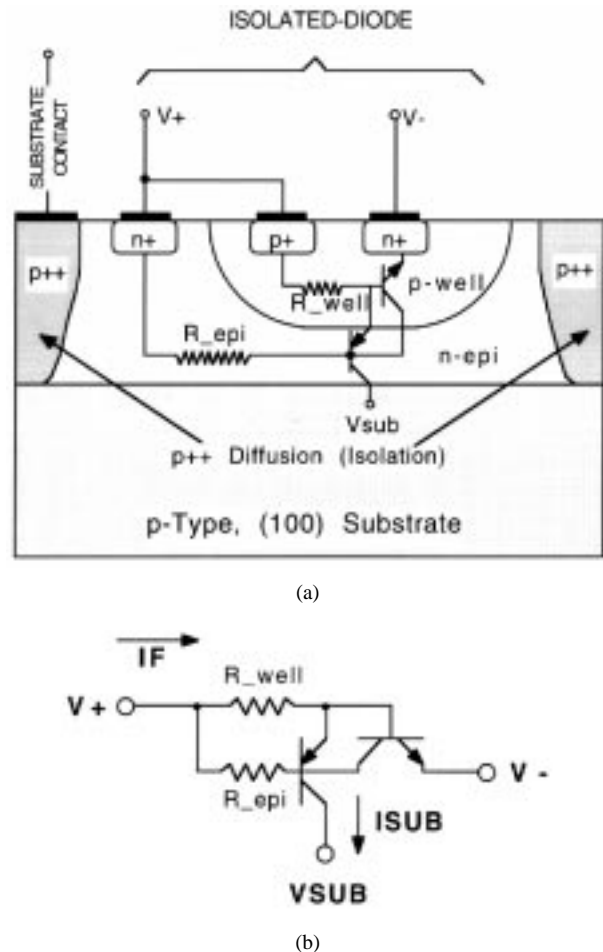 ISOLATED-DIODE
SUBSTRATE
CONTACT
V+
V-
n+
p+
n+
p++
p++
R_well
p-well
R_epi
n-epi
Vsub
p++ Diffusion (Isolation)
p-Type, (100) Substrate
(a)
IF
R_well
V +
R_epi
V -
ISUB
VSUB
(b)